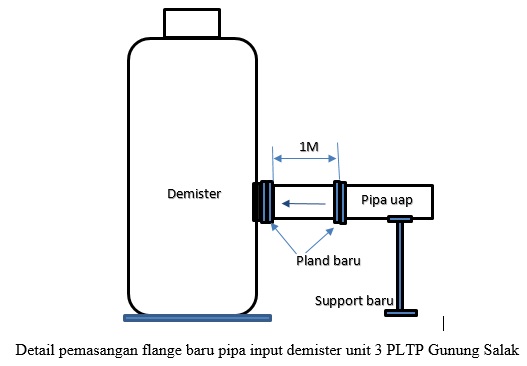 1M
Demister
Pipa uap
Pland baru
Support baru
Detail pemasangan flange baru pipa input demister unit 3 PLTP Gunung Salak